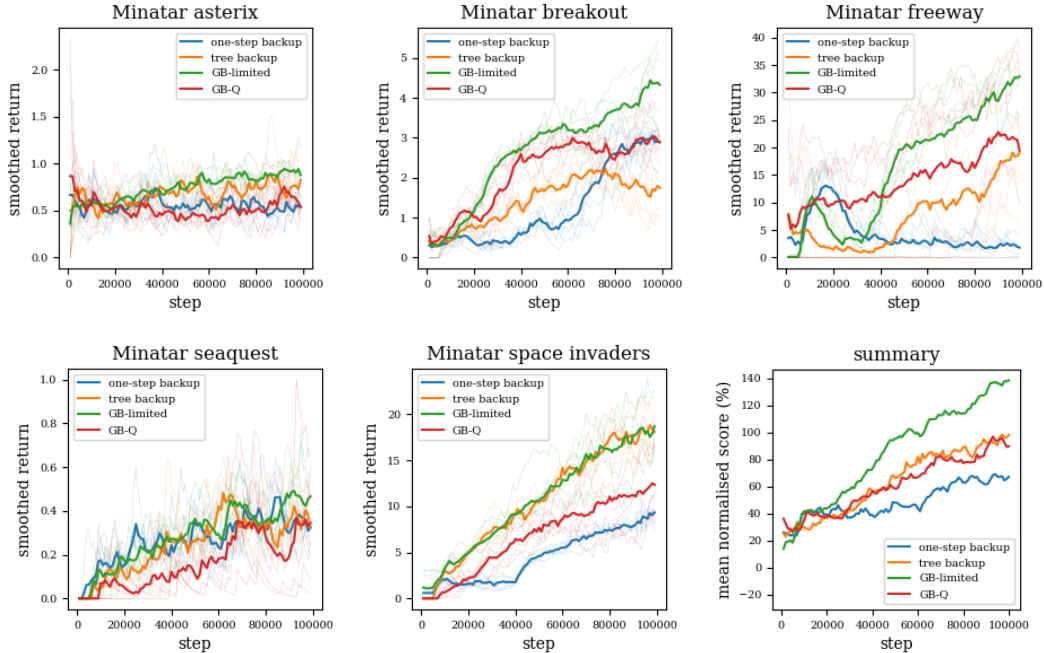 Minatar asterix
smoothed return
2.0
1.5
1.0
0.5
0.0
one-step backup
tree backup
GB-limited
GB-Q
0 20000 40000 60000 80000 100000
step
Minatar breakout
smoothed return
5
4
3
2
1
0
one-step backup
tree backup
GB-limited
GB-Q
0 20000 40000 60000 80000 100000
step
Minatar freeway
smoothed return
40
35
30
25
20
15
10
5
0
one-step backup
tree backup
GB-limited
GB-Q
0 20000 40000 60000 80000 100000
step
Minatar seaquest
smoothed return
1.0
0.8
0.6
0.4
0.2
0.0
one-step backup
tree backup
GB-limited
GB-Q
0 20000 40000 60000 80000 100000
step
Minatar space invaders
smoothed return
20
15
10
5
0
one-step backup
tree backup
GB-limited
GB-Q
0 20000 40000 60000 80000 100000
step
summary
mean normalised score (%)
140
120
100
80
60
40
20
0
−20
one-step backup
tree backup
GB-limited
GB-Q
0 20000 40000 60000 80000 100000
step